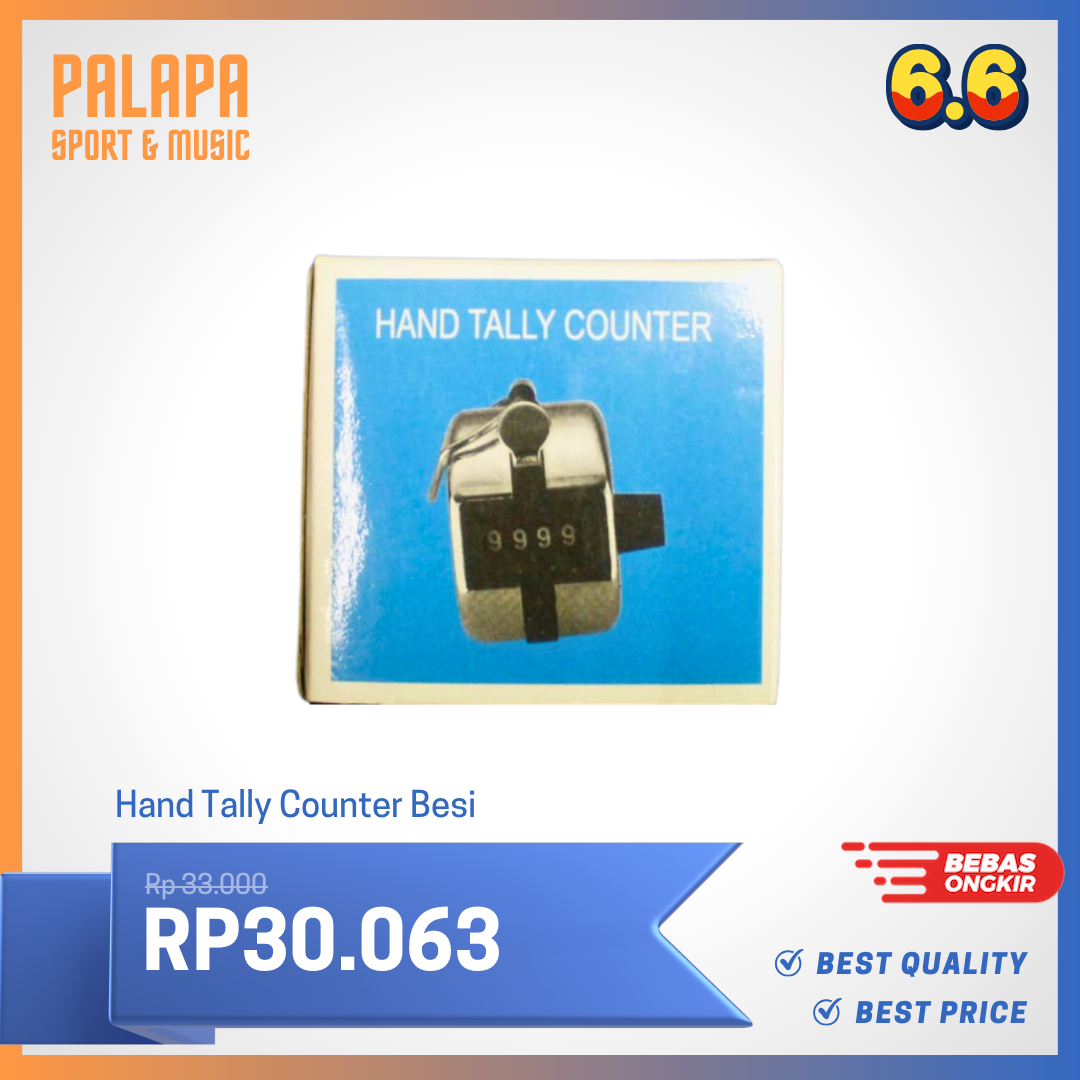 PALAPA
SPORT & MUSIC
6.6
HAND TALLY COUNTER
9999
Hand Tally Counter Besi
Rp 33.000
RP30.063
BEBAS
ONGKIR
BEST QUALITY
BEST PRICE